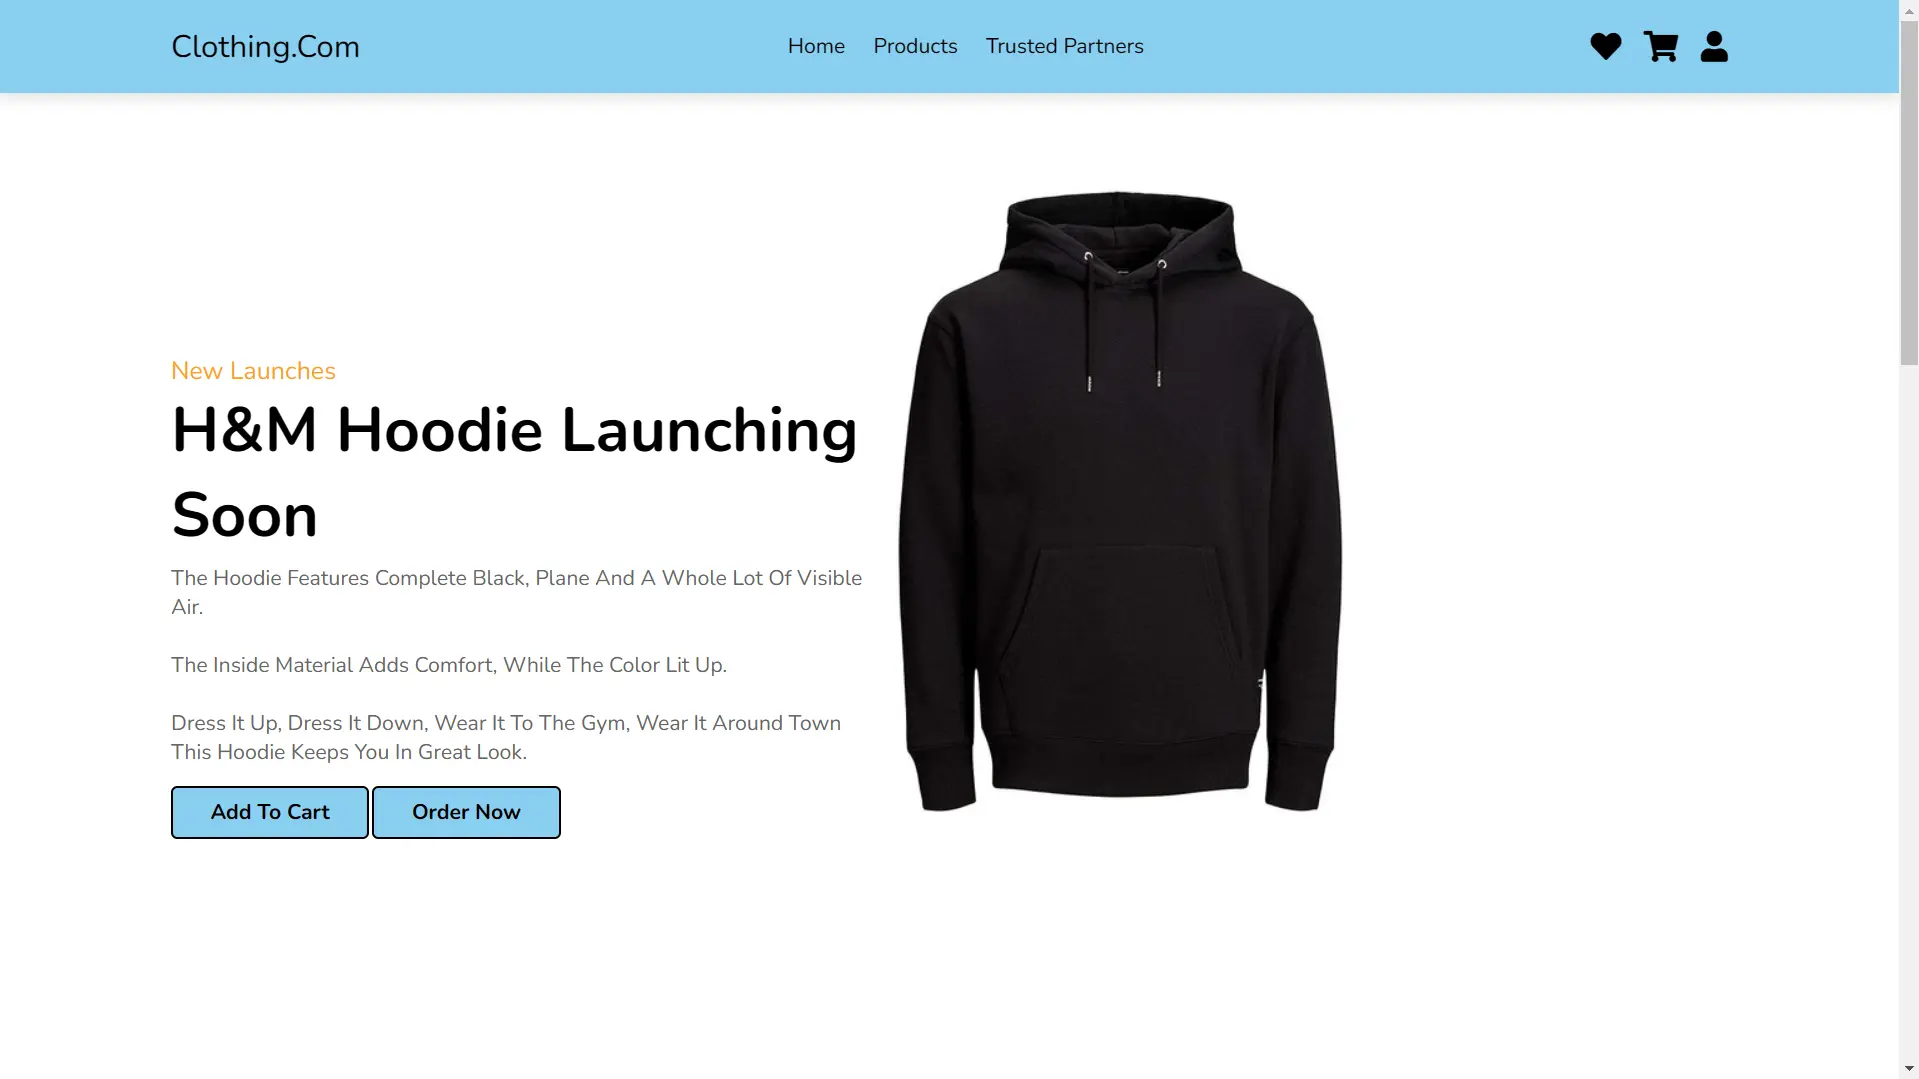 Clothing.Com
Home Products Trusted Partners
New Launches
H&M Hoodie Launching
Soon
The Hoodie Features Complete Black, Plane And A Whole Lot Of Visible
Air.
The Inside Material Adds Comfort, While The Color Lit Up.
Dress It Up, Dress It Down, Wear It To The Gym, Wear It Around Town
This Hoodie Keeps You In Great Look.
Add To Cart Order Now